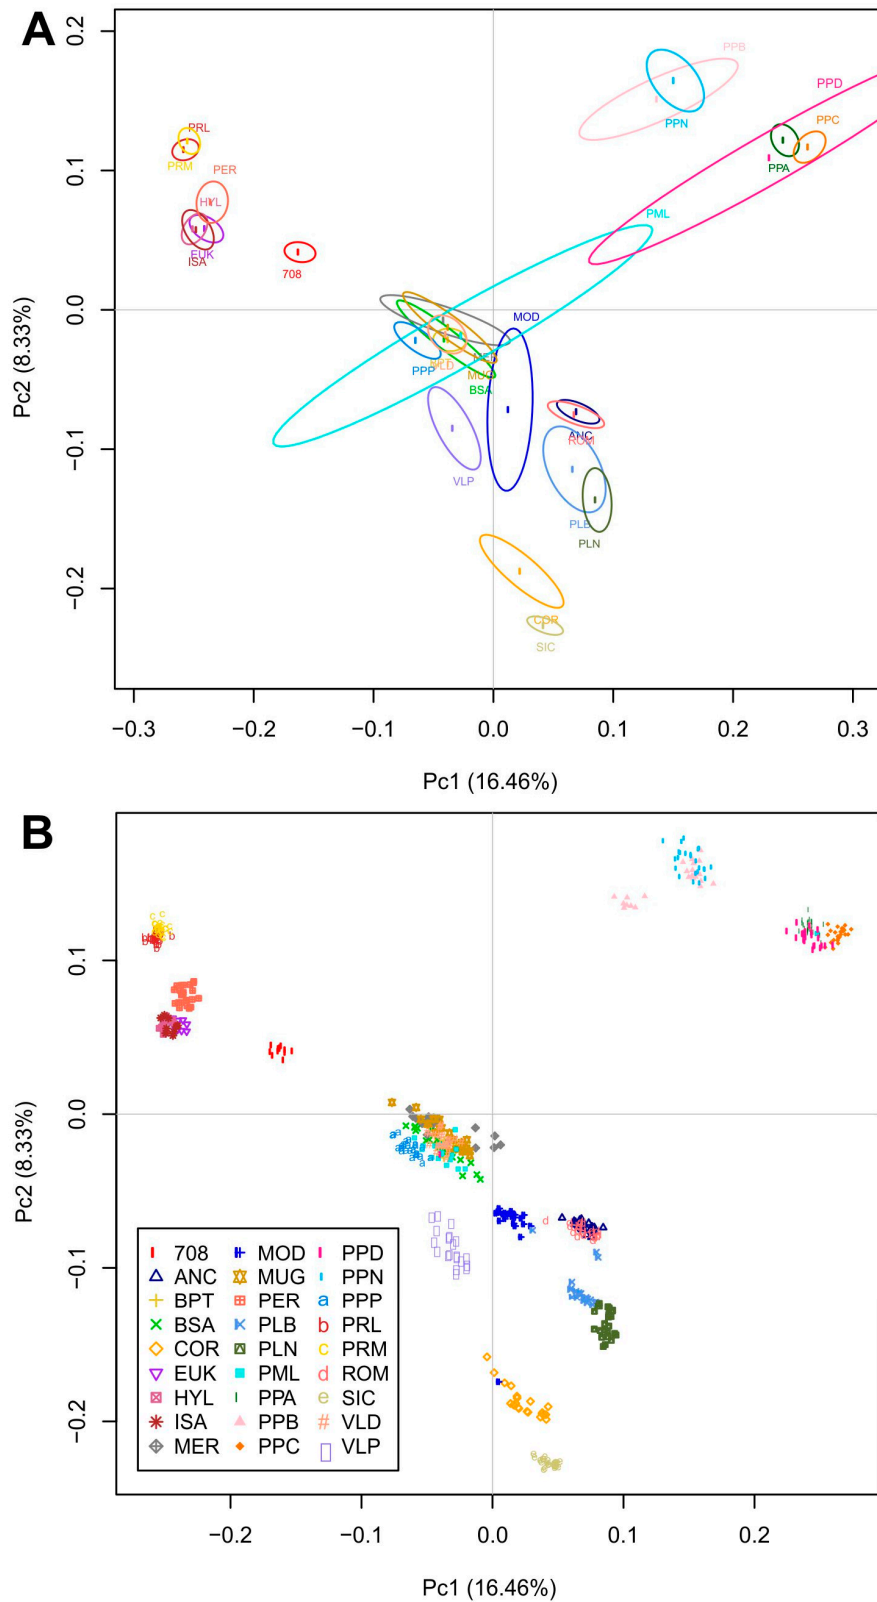 A
0.2
0.1
0.0
−0.1
−0.2
Pc2 (8.33%)
PPB
PPN
PPD
PPC
PPA
PML
PRL
PRM
PER
HYL
EUK
ISA
708
MOD
PPP
VLD
MER
MUG
BSA
VLP
ANC
ROM
PLB
PLN
COR
SIC
−0.3
−0.2
−0.1
0.0
0.1
0.2
0.3
Pc1 (16.46%)
B
0.1
0.0
−0.1
−0.2
Pc2 (8.33%)
708 MOD PPD
ANC MUG PPN
BPT PER a PPP
BSA PLB b PRL
COR PLN c PRM
EUK PML d ROM
HYL PPA e SIC
ISA PPB # VLD
MER PPC VLP
−0.2
−0.1
0.0
0.1
0.2
Pc1 (16.46%)